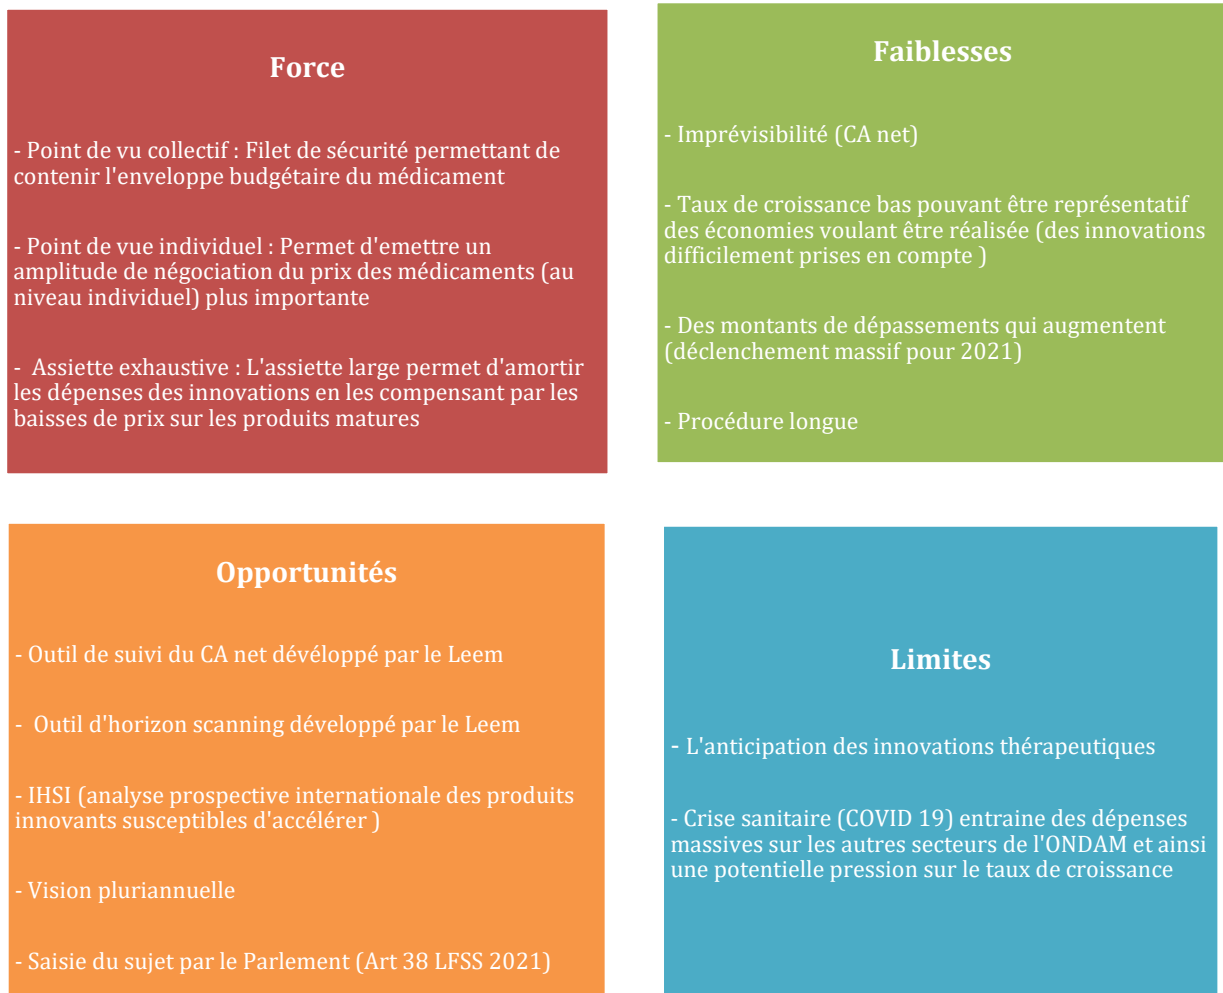 Force
- Point de vu collectif : Filet de sécurité permettant de
contenir l'enveloppe budgétaire du médicament
- Point de vue individuel : Permet d'emettre un
amplitude de négociation du prix des médicaments (au
niveau individuel) plus importante
- Assiette exhaustive : L'assiette large permet d'amortir
les dépenses des innovations en les compensant par les
baisses de prix sur les produits matures
Faiblesses
- Imprévisibilité (CA net)
- Taux de croissance bas pouvant être représentatif
des économies voulant être réalisée (des innovations
difficilement prises en compte )
- Des montants de dépassements qui augmentent
(déclenchement massif pour 2021)
- Procédure longue
Opportunités
- Outil de suivi du CA net dévéloppé par le Leem
- Outil d'horizon scanning développé par le Leem
- IHSI (analyse prospective internationale des produits
innovants susceptibles d'accélérer )
- Vision pluriannuelle
- Saisie du sujet par le Parlement (Art 38 LFSS 2021)
Limites
- L'anticipation des innovations thérapeutiques
- Crise sanitaire (COVID 19) entraine des dépenses
massives sur les autres secteurs de l'ONDAM et ainsi
une potentielle pression sur le taux de croissance